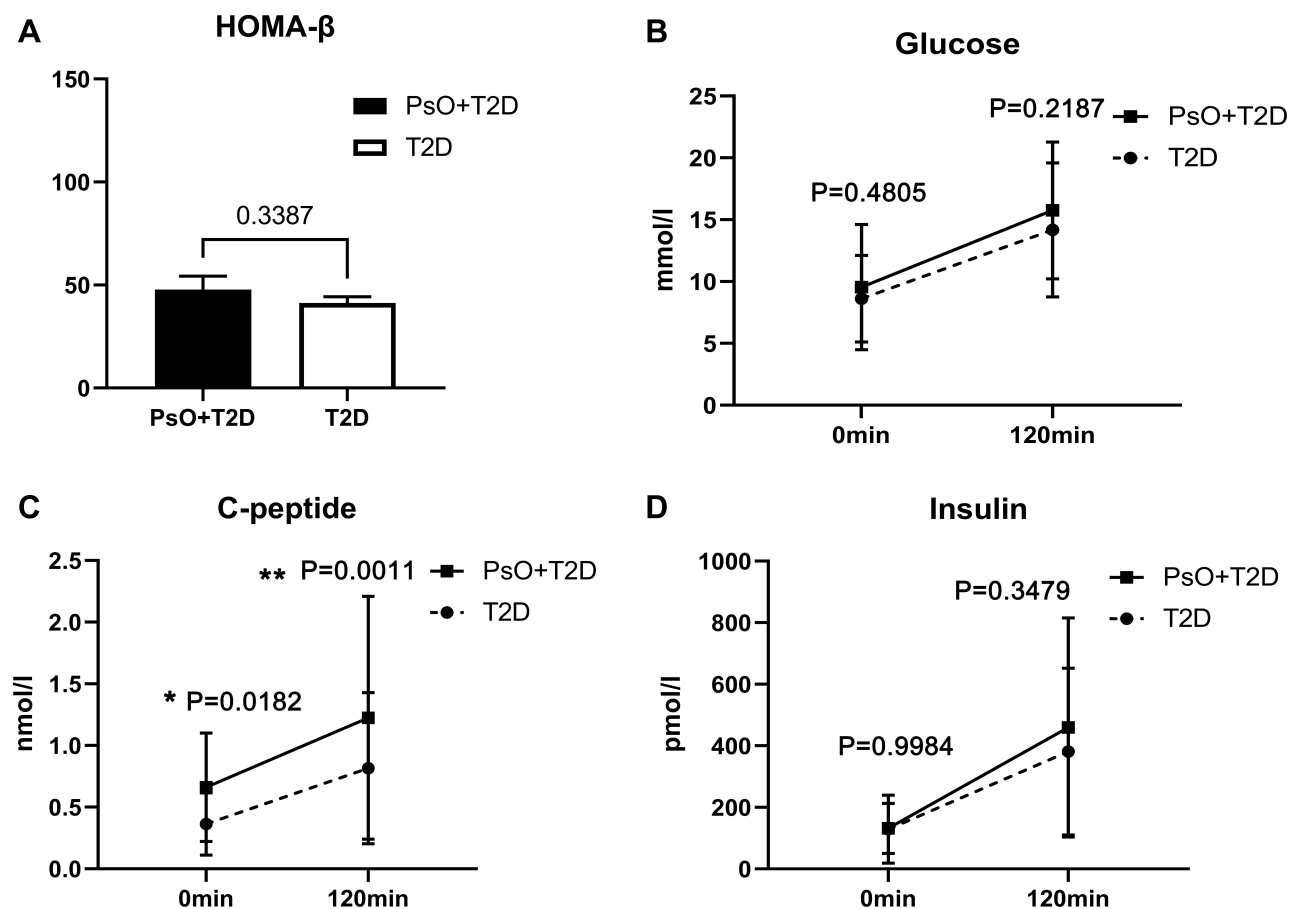 A
HOMA-β
150
100
50
0
0.3387
PsO+T2D
T2D
PsO+T2D
T2D
B
Glucose
25
20
15
10
5
0
mmol/l
P=0.4805
P=0.2187
PsO+T2D
T2D
0min
120min
C
C-peptide
2.5
2.0
1.5
1.0
0.5
0.0
nmol/l
* P=0.0182
** P=0.0011
PsO+T2D
T2D
0min
120min
D
Insulin
1000
800
600
400
200
0
pmol/l
P=0.9984
P=0.3479
PsO+T2D
T2D
0min
120min